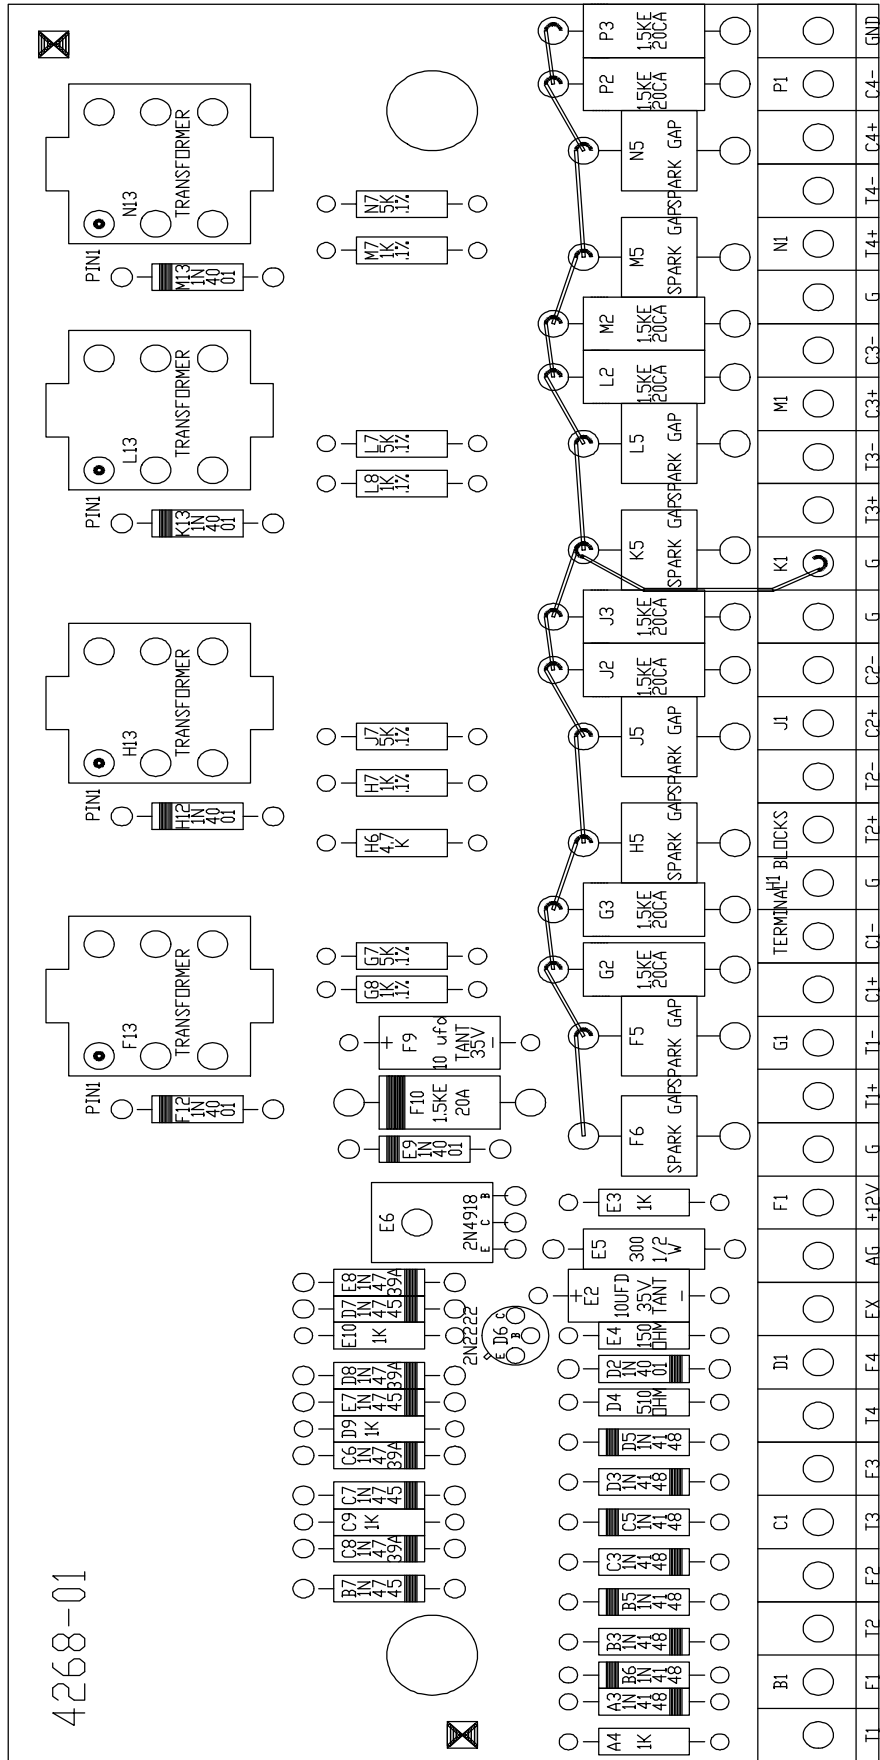 4268-01
PIN1
F13
TRANSFORMER
PIN1
H13
TRANSFORMER
PIN1
L13
TRANSFORMER
PIN1
N13
TRANSFORMER
F12
1N
40
01
H12
1N
40
01
K13
1N
40
01
M13
1N
40
01
B7
1N
47
45
C8
1N
47
39A
C9
1K
C7
1N
47
45
C6
1N
47
39A
D9
1K
E7
1N
47
45
D8
1N
47
39A
E10
1K
D7
1N
47
45
E8
1N
47
39A
E6
2N4918
E C B
E9
1N
40
01
F10
1.5KE
20A
+ F9 -
10 ufd
TANT
35V
G8
1K
.1%
G7
5K
.1%
H6
4.7
K
H7
1K
.1%
J7
5K
.1%
L8
1K
.1%
L7
5K
.1%
M7
1K
.1%
N7
5K
.1%
2N2222
D6
E B C
A4
1K
A3
1N
41
48
B6
1N
41
48
B3
1N
41
48
B5
1N
41
48
C3
1N
41
48
C5
1N
41
48
D3
1N
41
48
D5
1N
41
48
D4
510
OHM
D2
1N
40
01
E4
150
OHM
+ E2 -
10UFD
35V
TANT
E5
300
1/2
W
E3
1K
F6
SPARK GAP
F5
SPARK GAP
G2
1.5KE
20CA
G3
1.5KE
20CA
H5
SPARK GAP
J5
SPARK GAP
J2
1.5KE
20CA
J3
1.5KE
20CA
K5
SPARK GAP
L5
SPARK GAP
L2
1.5KE
20CA
M2
1.5KE
20CA
M5
SPARK GAP
N5
SPARK GAP
P2
1.5KE
20CA
P3
1.5KE
20CA
B1 C1 D1 F1 G1 H1 J1 K1 M1 N1 P1
TERMINAL BLOCKS
T1 F1 T2 F2 T3 F3 T4 F4 EX AG +12V G T1+ T1- C1+ C1- G T2+ T2- C2+ C2- G G T3+ T3- C3+ C3- G T4+ T4- C4+ C4- GND